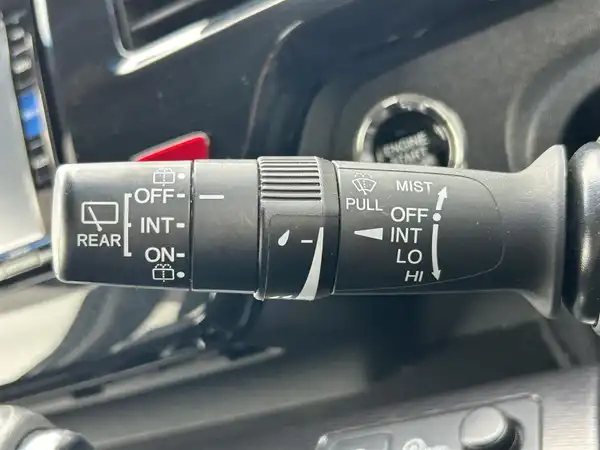 OFF
INT
ON
REAR
MIST
PULL
OFF
INT
LO
HI
ENGINE
START